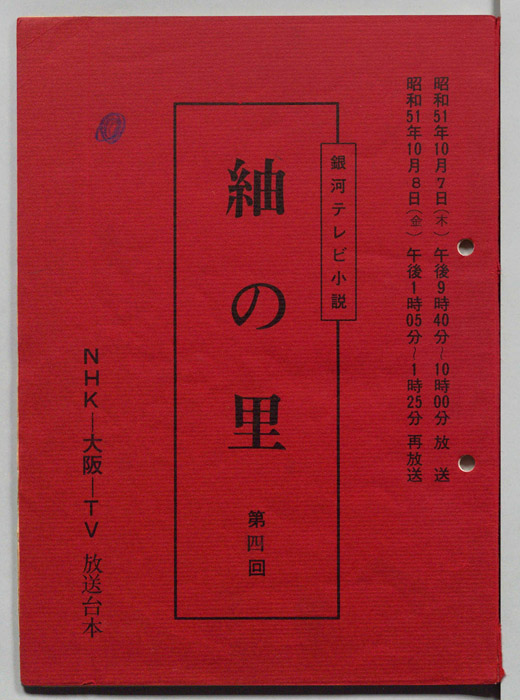 昭和51年10月7日(木) 午後9時40分~10時00分 放送
昭和51年10月8日(金) 午後1時05分~1時25分 再放送
銀河テレビ小説
紬の里
第四回
NHK-大阪-TV 放送台本